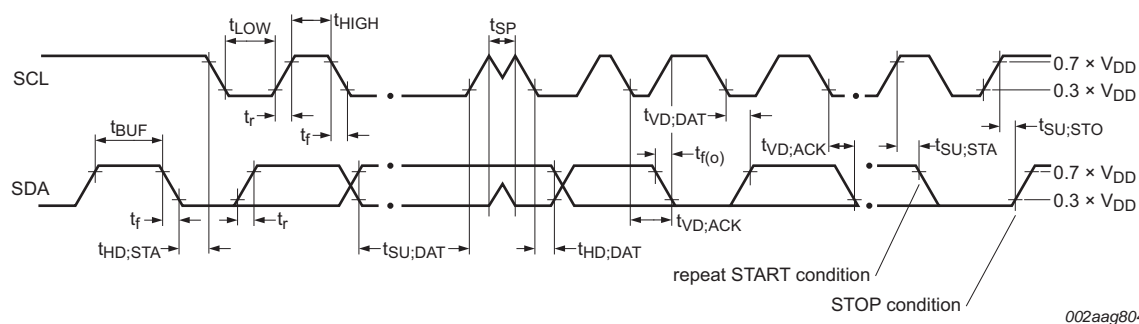 tLOW tHIGH tSP
SCL
0.7 × VDD
0.3 × VDD
tr
tf
tBUF
tVD;DAT
tSU;STO
tf(o)
tVD;ACK
tSU;STA
SDA
0.7 × VDD
0.3 × VDD
tf
tr
tVD;ACK
tHD;STA
tSU;DAT
tHD;DAT
repeat START condition
STOP condition
002aag804